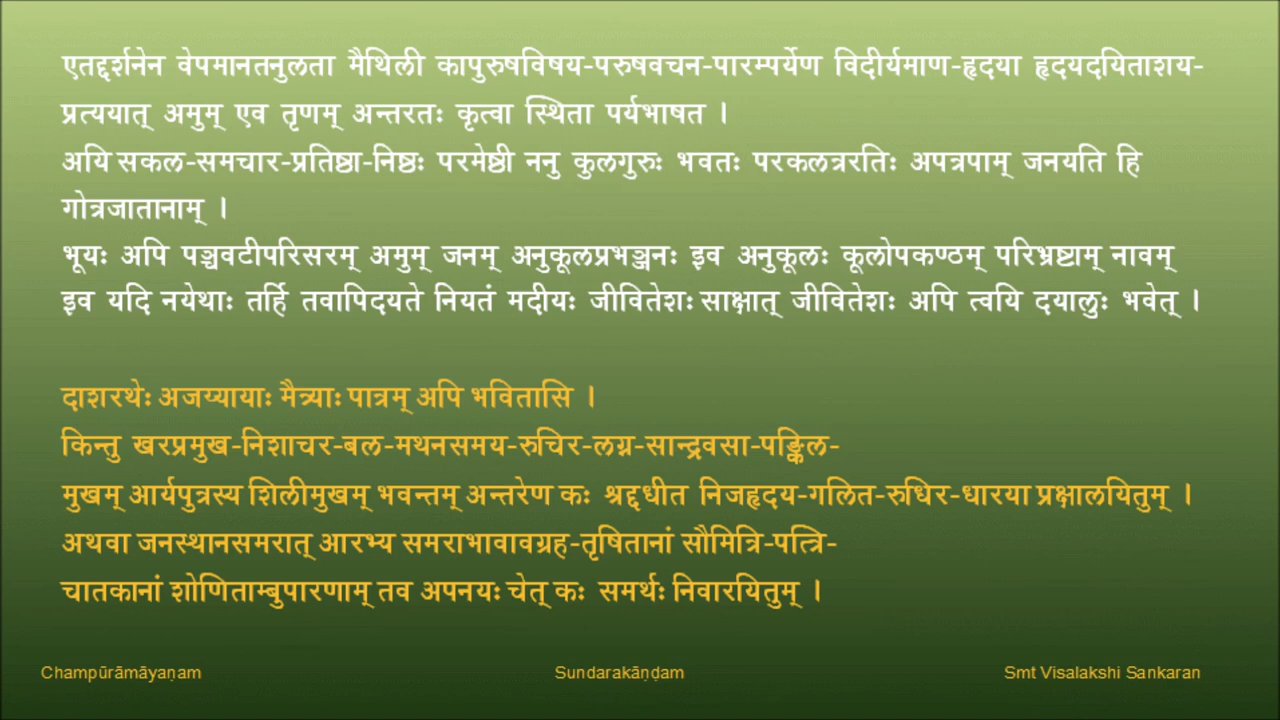 एतद्दर्शनेन वेपमानतनुलता मैथिली कापुरुषविषय-परुषवचन-पारम्पर्येण विदीर्यमाण-हृदया हृदयदयिताशय-
प्रत्ययात् अमुम् एव तृणम् अन्तरतः कृत्वा स्थिता पर्यभाषत ।
अयि सकल-समचार-प्रतिष्ठा-निष्ठः परमेष्ठी ननु कुलगुरुः भवतः परकलत्ररतिः अपत्रपाम् जनयति हि
गोत्रजातानाम् ।
भूयः अपि पञ्चवटीपरिसरम् अमुम् जनम् अनुकूलप्रभञ्जनः इव अनुकूलः कूलोपकण्ठम् परिभ्रष्टाम् नावम्
इव यदि नयेथाः तर्हि तवापिदयते नियतं मदीयः जीवितेशः साक्षात् जीवितेशः अपि त्वयि दयालुः भवेत् ।
दाशरथेः अजय्यायाः मैत्र्याः पात्रम् अपि भवितासि ।
किन्तु खरप्रमुख-निशाचर-बल-मथनसमय-रुचिर-लग्न-सान्द्रवसा-पङ्किल-
मुखम् आर्यपुत्रस्य शिलीमुखम् भवन्तम् अन्तरेण कः श्रद्दधीत निजहृदय-गलित-रुधिर-धारया प्रक्षालयितुम् ।
अथवा जनस्थानसमरात् आरभ्य समराभावावग्रह-तृषितानां सौमित्रि-पत्त्रि-
चातकानां शोणिताम्बुपारणाम् तव अपनयः चेत् कः समर्थः निवारयितुम् ।
Champūrāmāyaṇam
Sundarakāṇḍam
Smt Visalakshi Sankaran